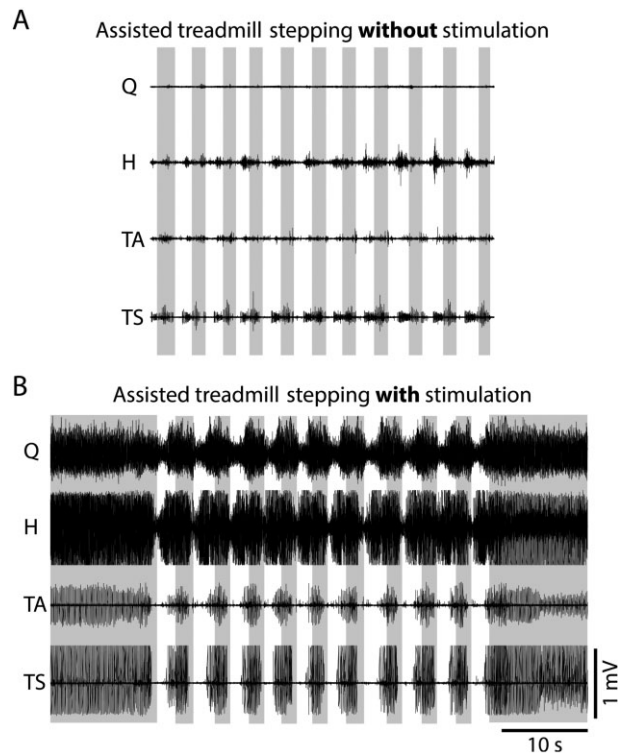 A
Assisted treadmill stepping without stimulation
Q
H
TA
TS
B
Assisted treadmill stepping with stimulation
Q
H
TA
TS
1 mV
10 s